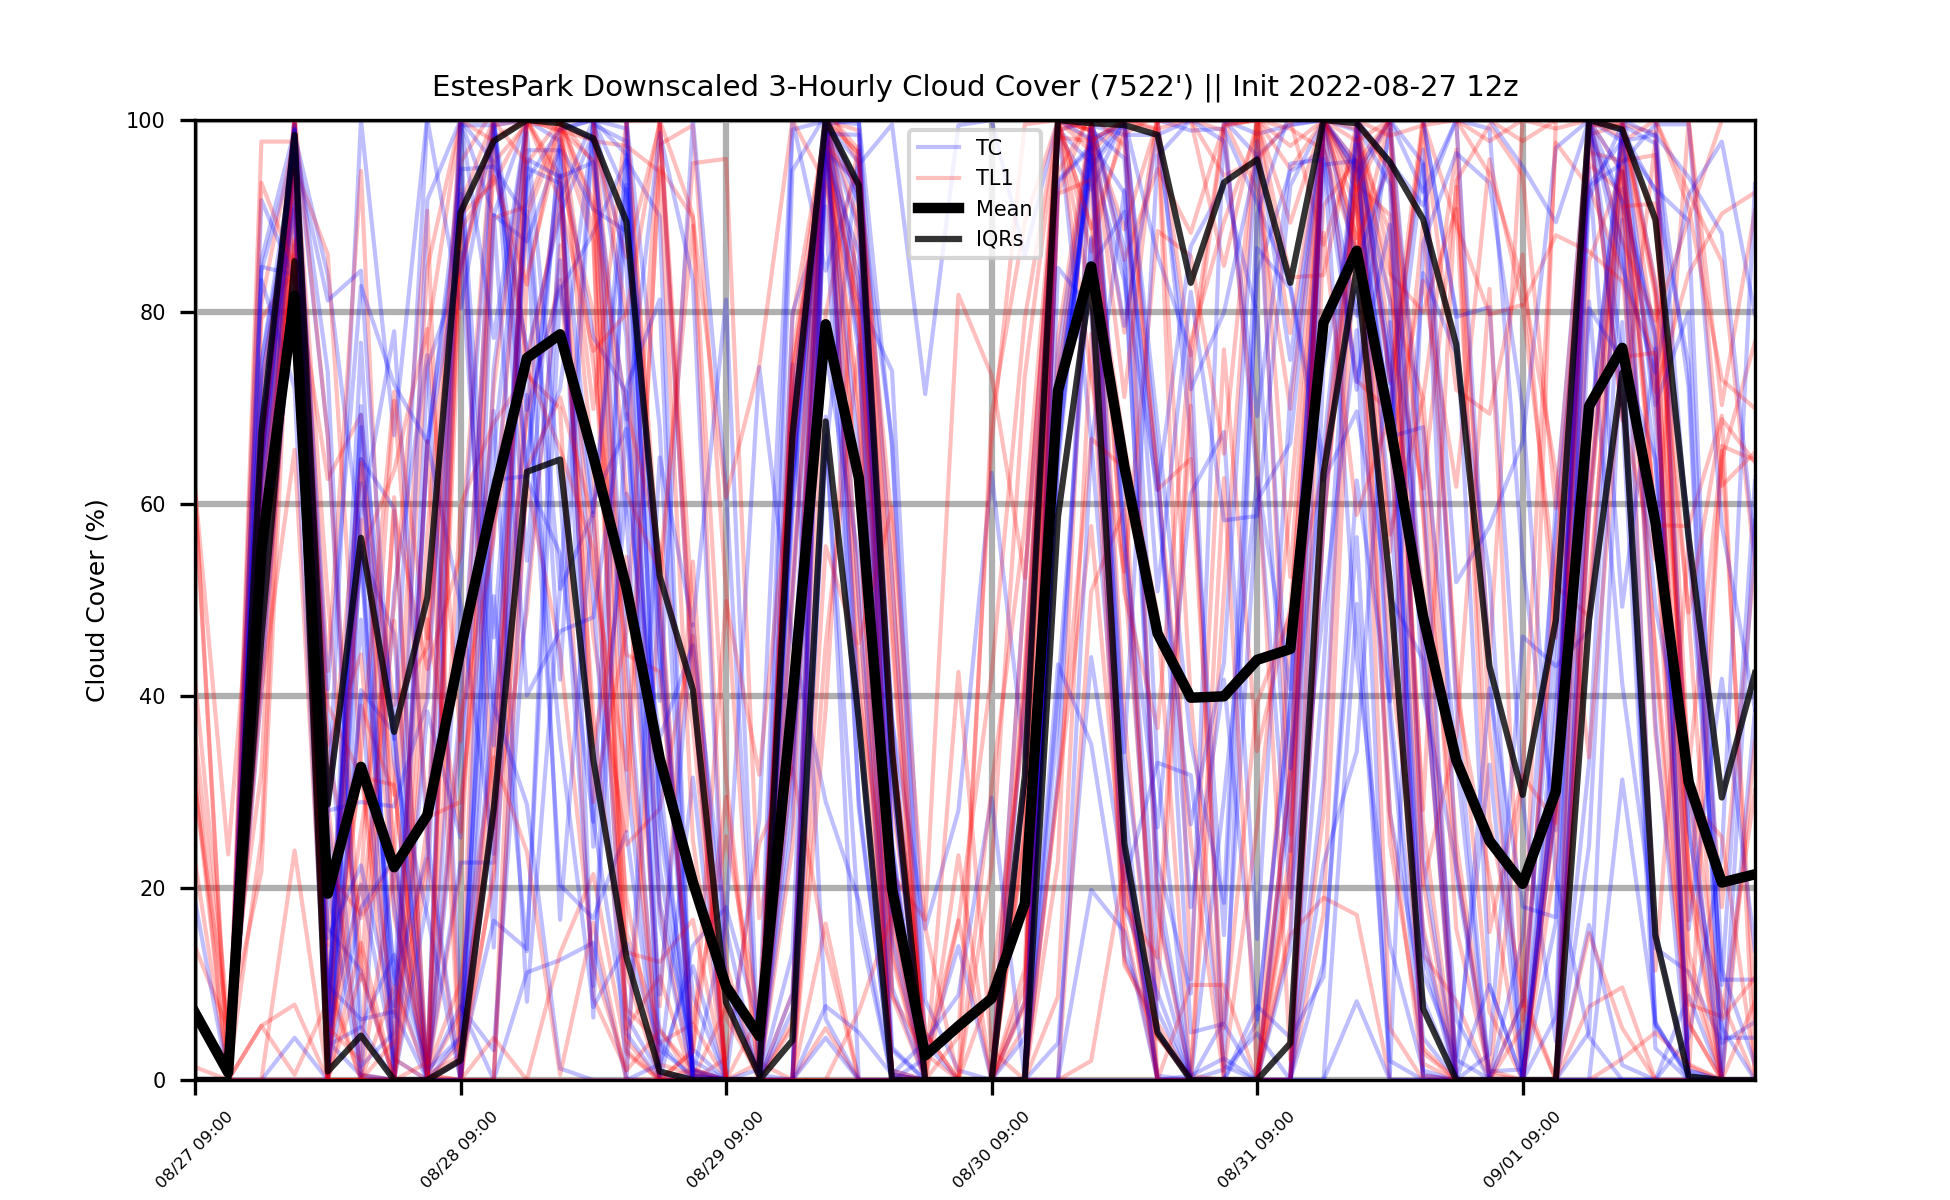 EstesPark Downscaled 3-Hourly Cloud Cover (7522') || Init 2022-08-27 12z
Cloud Cover (%)
100
80
60
40
20
0
TC
TL1
Mean
IQRs
08/27 09:00
08/28 09:00
08/29 09:00
08/30 09:00
08/31 09:00
09/01 09:00